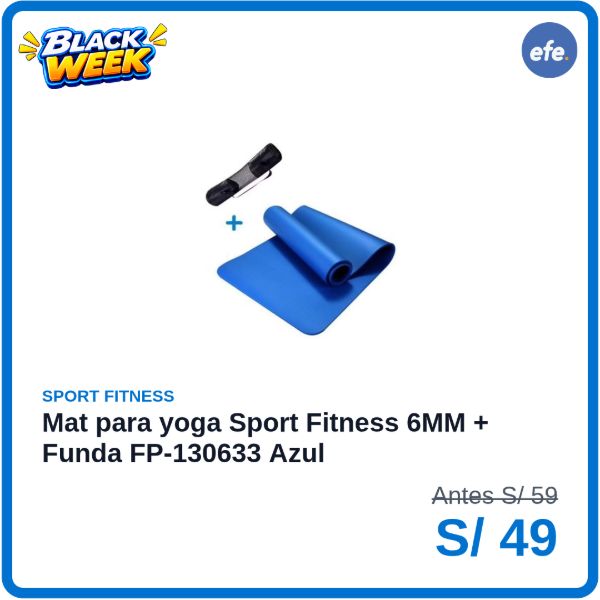 BLACK
WEEK
efe.
+
SPORT FITNESS
Mat para yoga Sport Fitness 6MM +
Funda FP-130633 Azul
Antes S/ 59
S/ 49